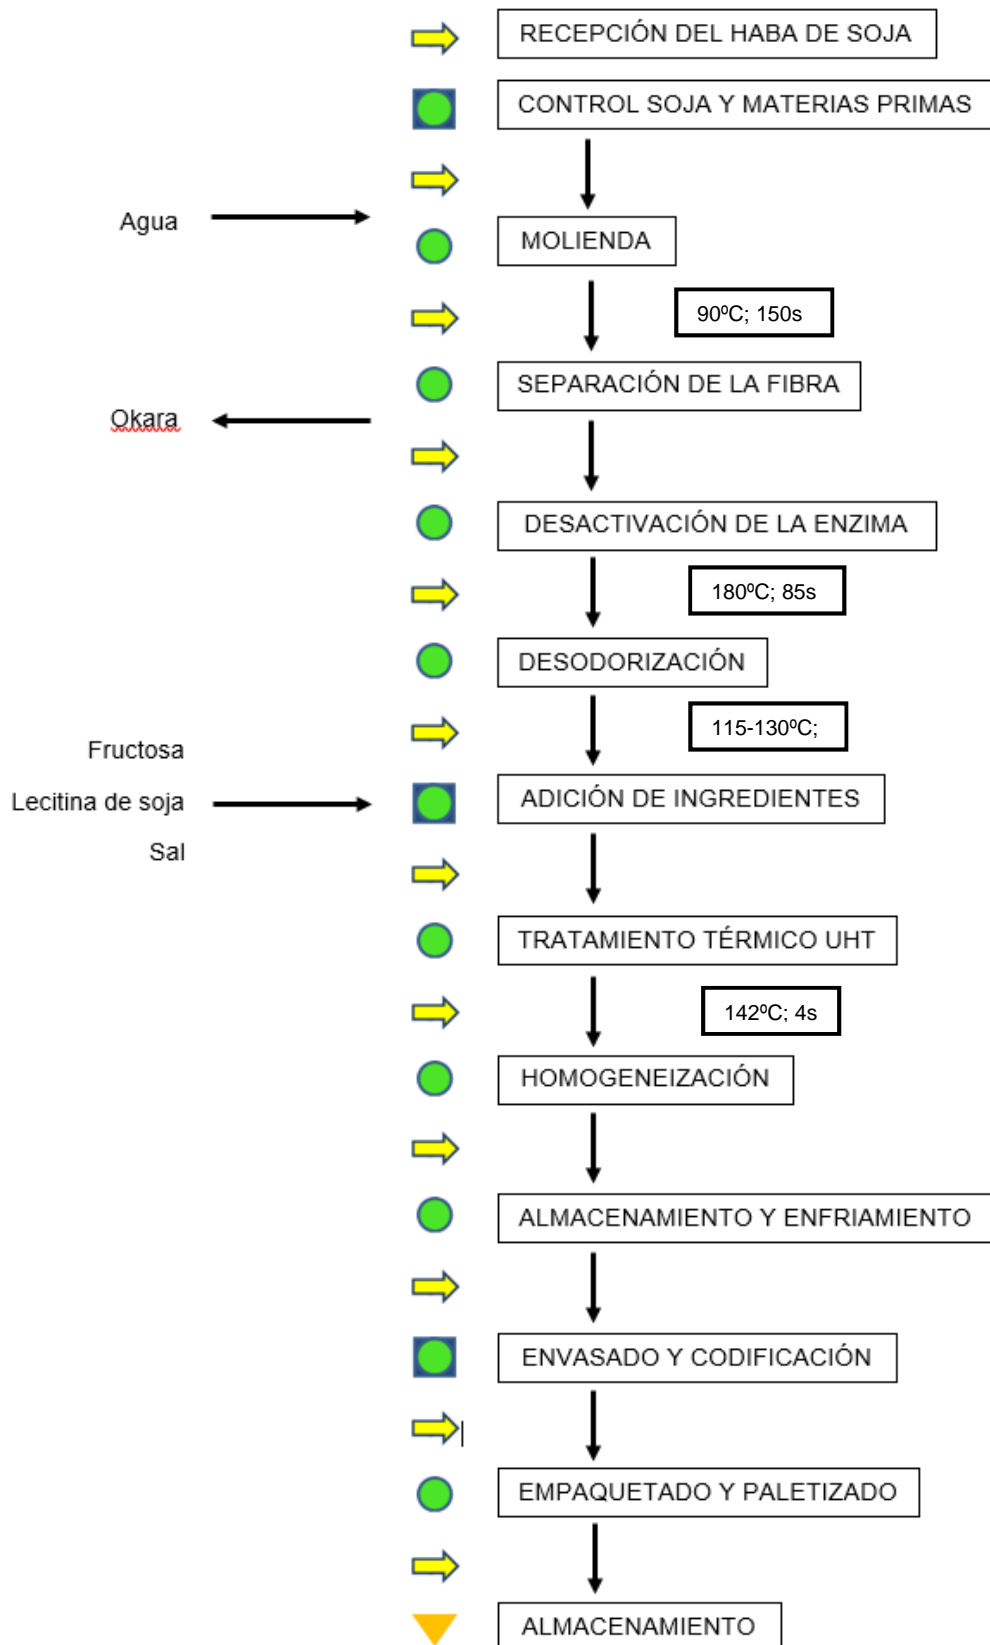 RECEPCIÓN DEL HABA DE SOJA
CONTROL SOJA Y MATERIAS PRIMAS
Agua
MOLIENDA
90ºC; 150s
SEPARACIÓN DE LA FIBRA
Okara
DESACTIVACIÓN DE LA ENZIMA
180ºC; 85s
DESODORIZACIÓN
115-130ºC;
Fructosa
Lecitina de soja
Sal
ADICIÓN DE INGREDIENTES
TRATAMIENTO TÉRMICO UHT
142ºC; 4s
HOMOGENEIZACIÓN
ALMACENAMIENTO Y ENFRIAMIENTO
ENVASADO Y CODIFICACIÓN
EMPAQUETADO Y PALETIZADO
ALMACENAMIENTO